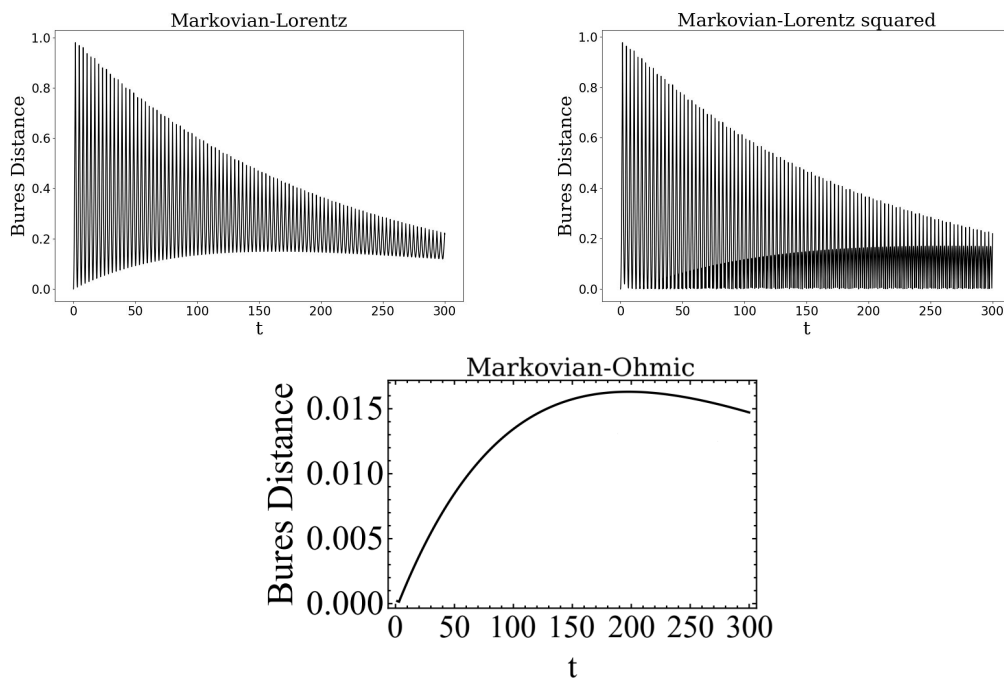 Markovian-Lorentz
Bures Distance
1.0
0.8
0.6
0.4
0.2
0.0
0 50 100 150 200 250 300
t
Markovian-Lorentz squared
Bures Distance
1.0
0.8
0.6
0.4
0.2
0.0
0 50 100 150 200 250 300
t
Markovian-Ohmic
Bures Distance
0.015
0.010
0.005
0.000
0 50 100 150 200 250 300
t